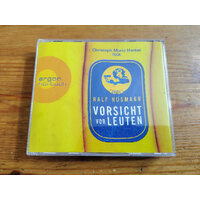 Christoph Maria Herbst
liest
argon
hörbuch
RALF HUSMANN
VORSICHT
VOR
LEUTEN